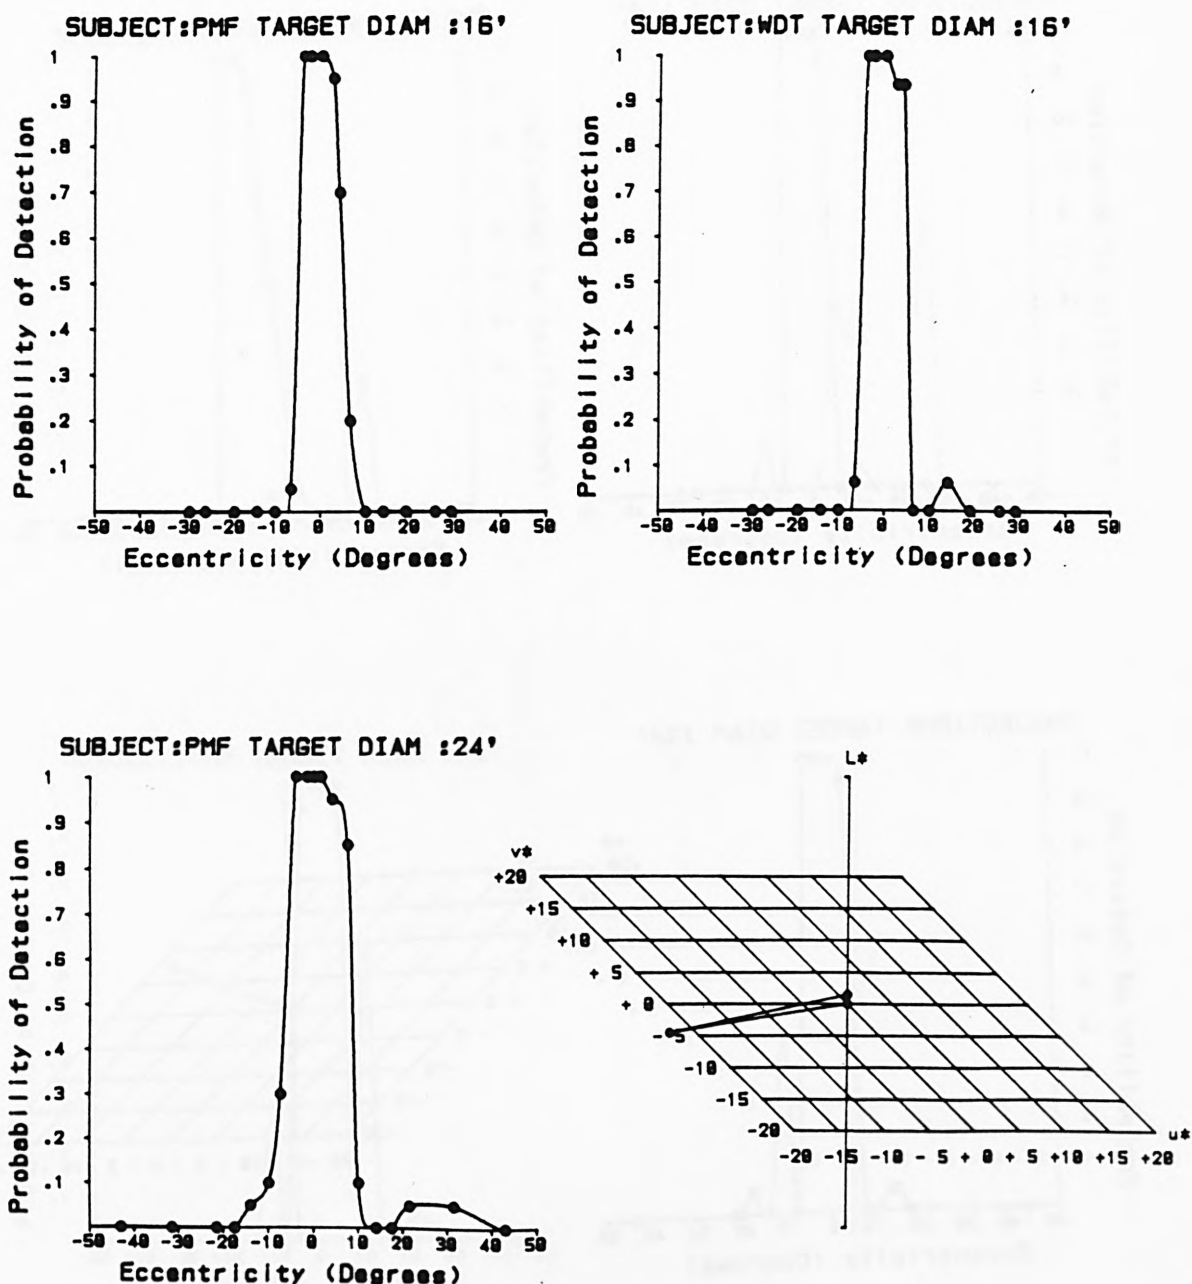 SUBJECT:PMF TARGET DIAM :16'
1
.9
.8
.7
.6
.5
.4
.3
.2
.1
Probability of Detection
-50 -40 -30 -20 -10 0 10 20 30 40 50
Eccentricity (Degrees)
SUBJECT:WDT TARGET DIAM :16'
1
.9
.8
.7
.6
.5
.4
.3
.2
.1
Probability of Detection
-50 -40 -30 -20 -10 0 10 20 30 40 50
Eccentricity (Degrees)
SUBJECT:PMF TARGET DIAM :24'
1
.9
.8
.7
.6
.5
.4
.3
.2
.1
Probability of Detection
-50 -40 -30 -20 -10 0 10 20 30 40 50
Eccentricity (Degrees)
L*
v*
+20
+15
+10
+ 5
+ 0
- 5
-10
-15
-20
-20 -15 -10 - 5 + 0 + 5 +10 +15 +20
u*